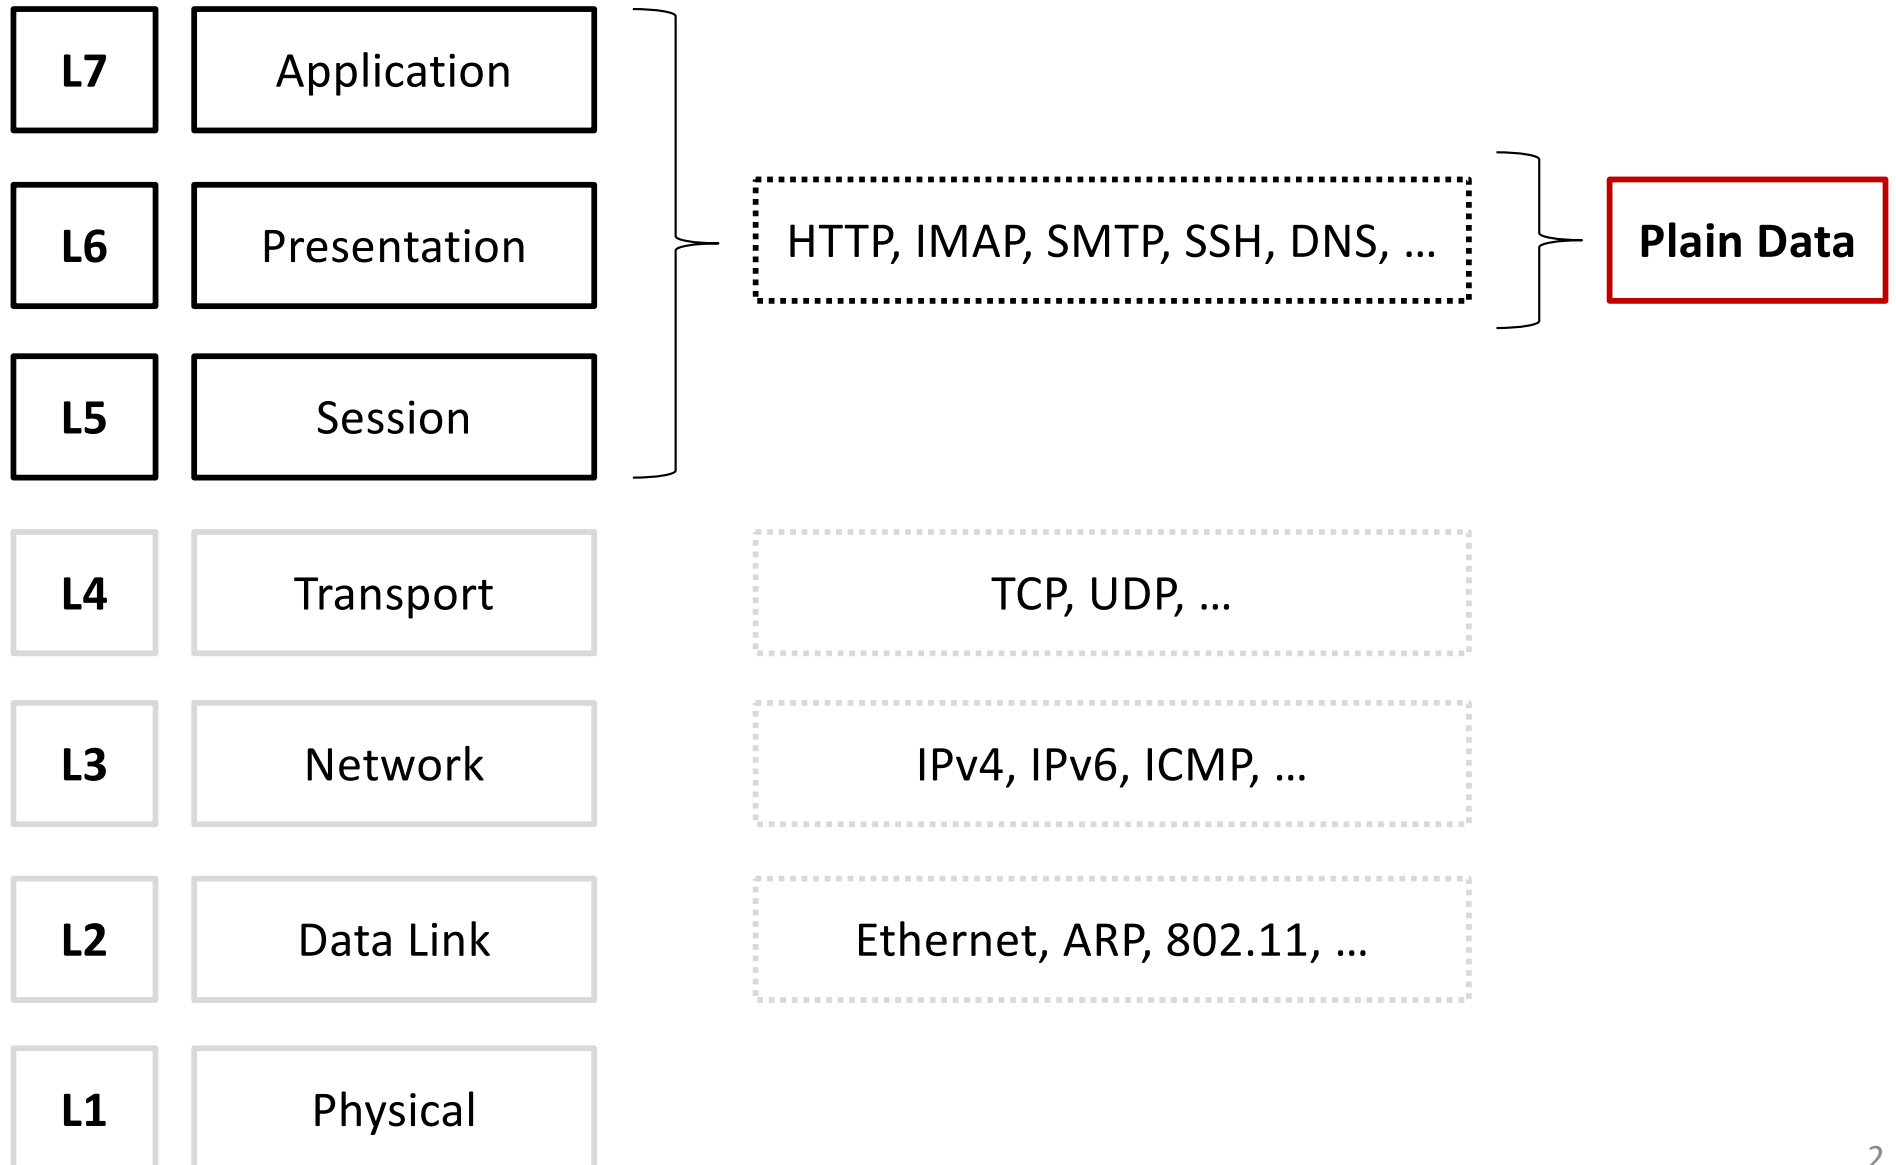 L7 Application
L6 Presentation HTTP, IMAP, SMTP, SSH, DNS, … Plain Data
L5 Session
L4 Transport TCP, UDP, …
L3 Network IPv4, IPv6, ICMP, …
L2 Data Link Ethernet, ARP, 802.11, …
L1 Physical
2